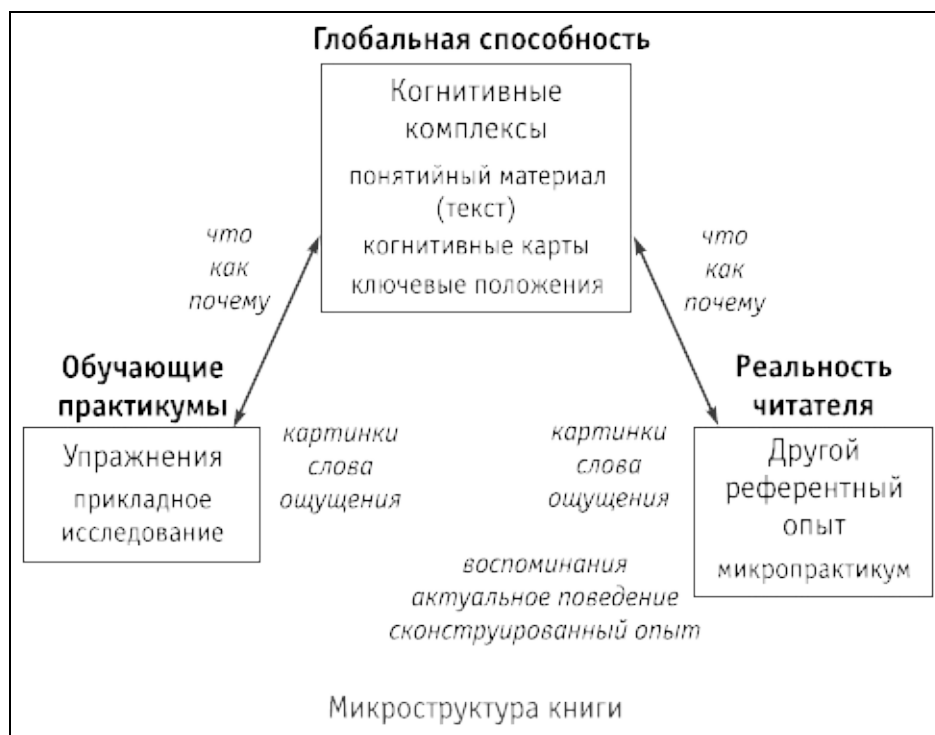 Глобальная способность
Когнитивные
комплексы
понятийный материал
(текст)
когнитивные карты
ключевые положения
что
как
почему
что
как
почему
Обучающие
практикумы
Упражнения
прикладное
исследование
картинки
слова
ощущения
картинки
слова
ощущения
Реальность
читателя
Другой
референтный
опыт
микропрактикум
воспоминания
актуальное поведение
сконструированный опыт
Микроструктура книги